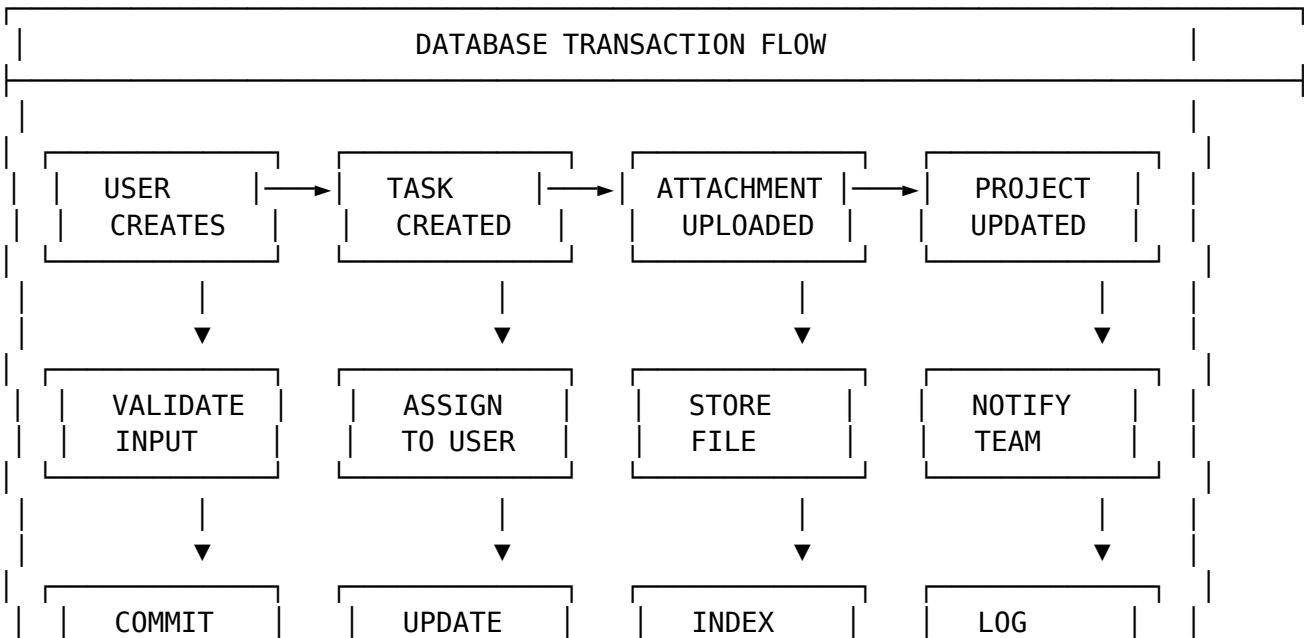 DATABASE TRANSACTION FLOW
USER TASK ATTACHMENT PROJECT
CREATES CREATED UPLOADED UPDATED
VALIDATE ASSIGN STORE NOTIFY
INPUT TO USER FILE TEAM
COMMIT UPDATE INDEX LOG